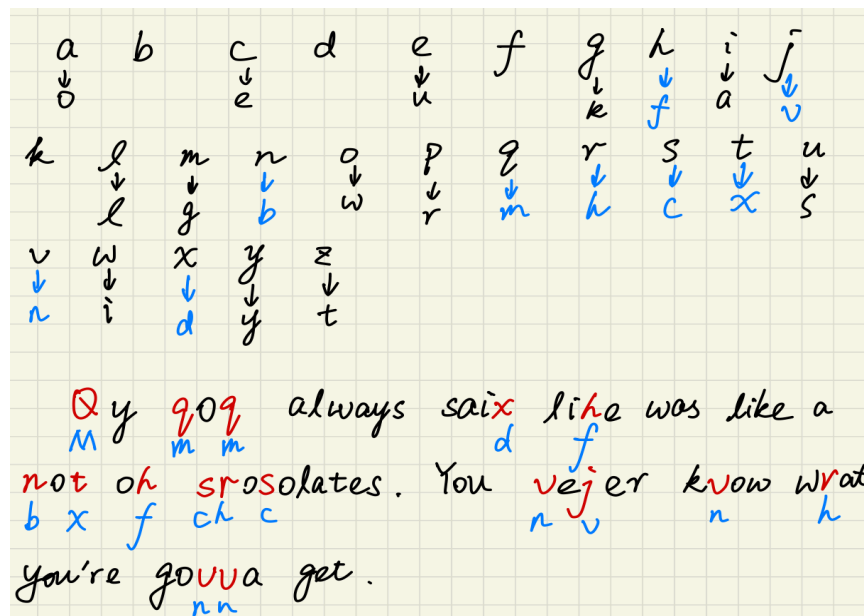 a b c d e f g h i j
↓ ↓ ↓ ↓ ↓ ↓ ↓
o e u k f a v
k l m n o p q r s t u
↓ ↓ ↓ ↓ ↓ ↓ ↓ ↓ ↓ ↓
l g b w r m h c x s
v w x y z
↓ ↓ ↓ ↓ ↓
n i d y t
Qy qoq always saix lihe was like a
M m m d f
not oh srosolates. You vejer kvow wrat
b x f ch c n v n h
you're govva get.
nn